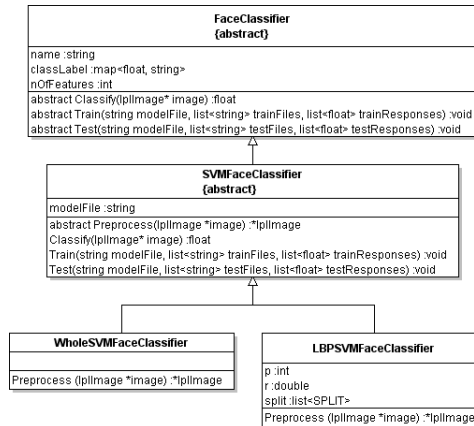 FaceClassifier
{abstract}
name :string
classLabel :map<float, string>
nOfFeatures :int
abstract Classify(IplImage* image) :float
abstract Train(string modelFile, list<string> trainFiles, list<float> trainResponses) :void
abstract Test(string modelFile, list<string> testFiles, list<float> testResponses) :void
SVMFaceClassifier
{abstract}
modelFile :string
abstract Preprocess(IplImage *image) :*IplImage
Classify(IplImage* image) :float
Train(string modelFile, list<string> trainFiles, list<float> trainResponses) :void
Test(string modelFile, list<string> testFiles, list<float> testResponses) :void
WholeSVMFaceClassifier
Preprocess (IplImage *image) :*IplImage
LBPSVMFaceClassifier
p :int
r :double
split :list<SPLIT>
Preprocess (IplImage *image) :*IplImage